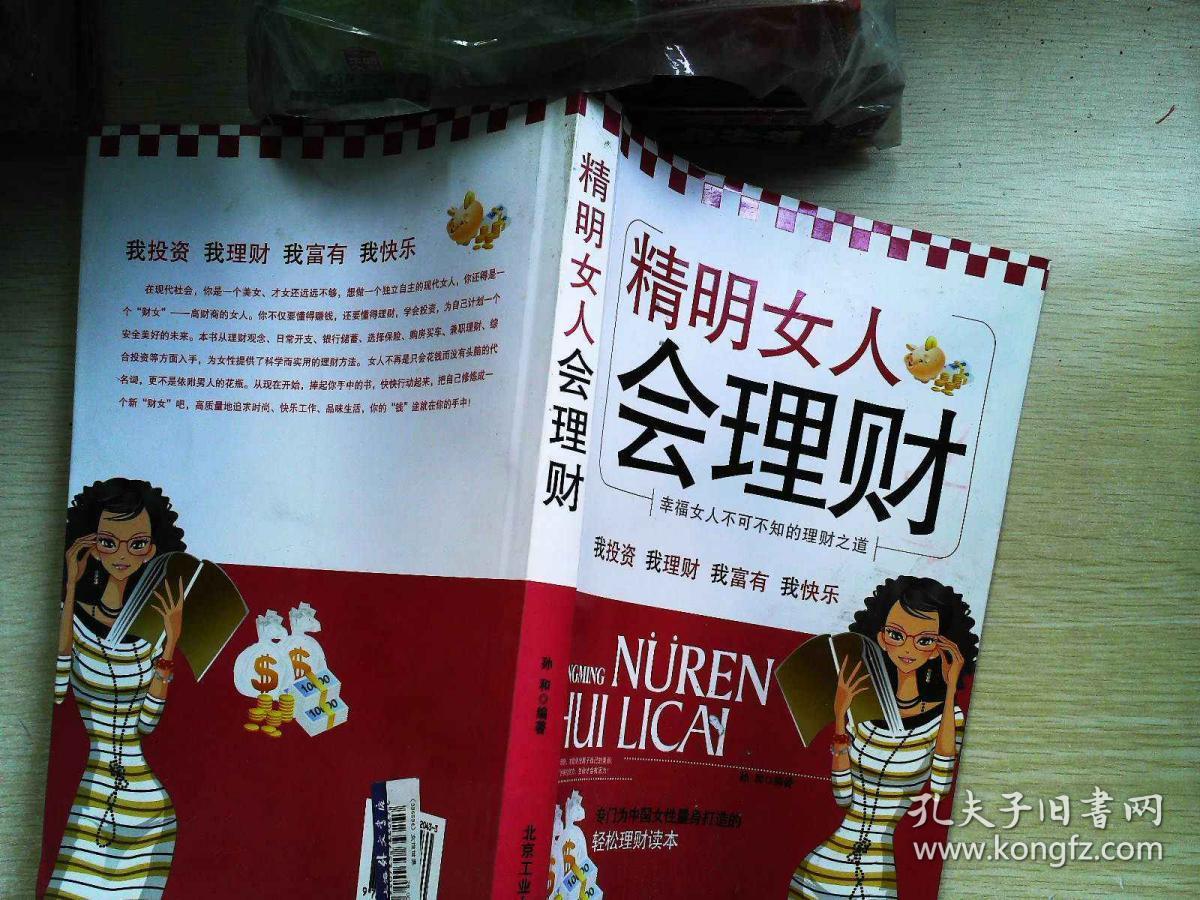 我投资 我理财 我富有 我快乐
在现代社会，你是一个美女、才女还远远不够，想做一个独立自主的现代女人，你还得是一
个“财女”——高财商的女人。你不仅要懂得赚钱，还要懂得理财，学会投资，为自己计划一个
安全美好的未来。本书从理财观念、日常开支、银行储蓄、选择保险、购房买车、兼职理财、综
合投资等方面入手，为女性提供了科学而实用的理财方法。女人不再是只会花钱而没有头脑的代
名词，更不是依附男人的花瓶。从现在开始，捧起你手中的书，快快行动起来，把自己修炼成一
个新“财女”吧，高质量地追求时尚、快乐工作、品味生活，你的“钱”途就在你的手中！
$
$
1000
1000
精明女人会理财
孙和◎编著
北京工业
精明女人
会理财
幸福女人不可不知的理财之道
我投资 我理财 我富有 我快乐
NGMING NÜREN
HUI LICAI
孙 和◎编著
专门为中国女性量身打造的
轻松理财读本
2043-3
孔夫子旧書网
www.kongfz.com